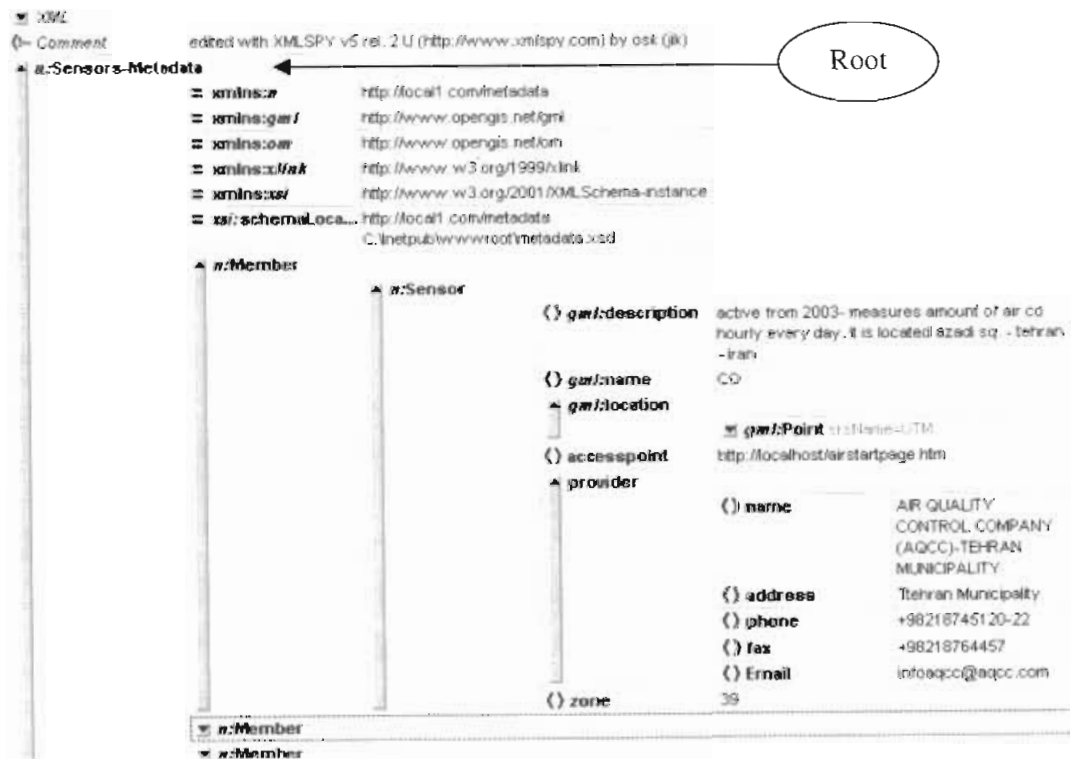 XML
Comment edited with XMLSPY v5 rel. 2 U (http://www.xmlspy.com) by osk (jlk)
n:Sensors-Metadata
Root
= xmlns:n http://local1.com/metadata
= xmlns:gml http://www.opengis.net/gml
= xmlns:om http://www.opengis.net/om
= xmlns:xlink http://www.w3.org/1999/xlink
= xmlns:xsi http://www.w3.org/2001/XMLSchema-instance
= xsi:schemaLoca... http://local1.com/metadata
C:\Inetpub\wwwroot\metadata.xsd
n:Member
n:Sensor
() gml:description active from 2003- measures amount of air co
hourly every day. it is located azadi sq. - tehran
-iran
() gml:name CO
gml:location
gml:Point srsName=UTM
() accesspoint http://localhost/airstartpage.htm
provider
() name AIR QUALITY
CONTROL COMPANY
(AQCC)-TEHRAN
MUNICIPALITY
() address Ttehran Municipality
() phone +98218745120-22
() fax +98218764457
() Email infoaqcc@aqcc.com
() zone 39
n:Member
n:Member